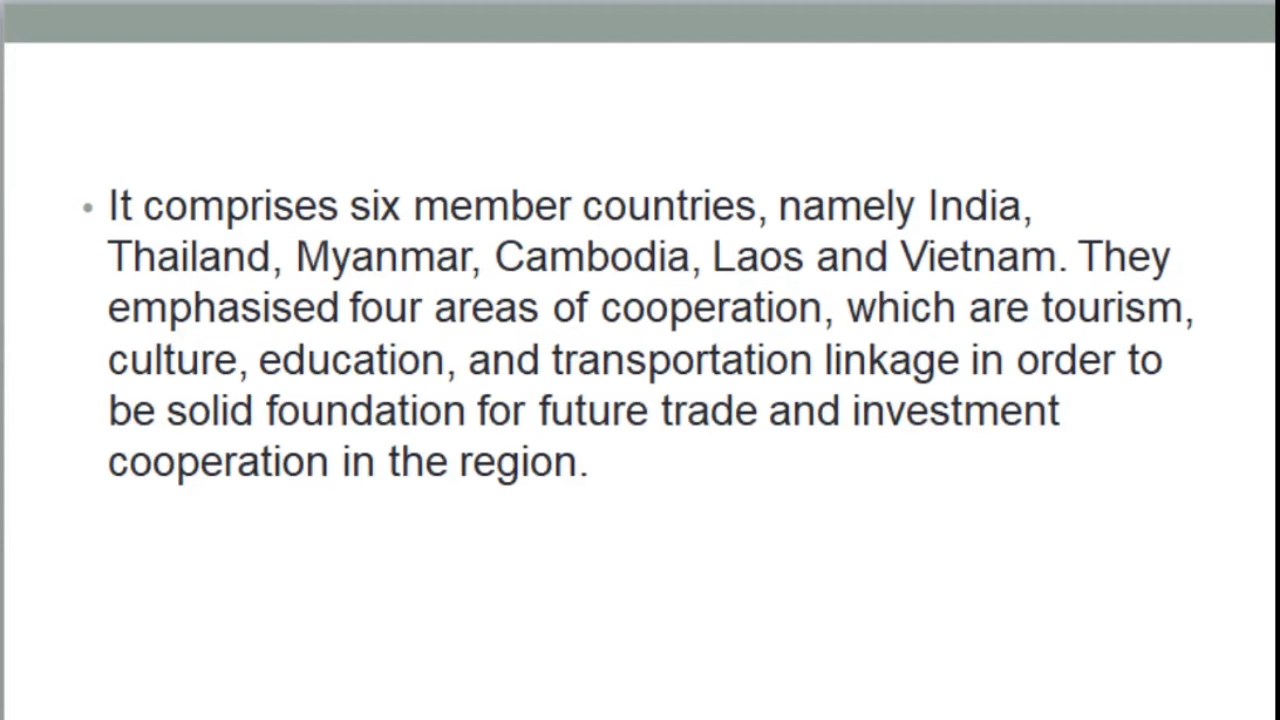 • It comprises six member countries, namely India,
Thailand, Myanmar, Cambodia, Laos and Vietnam. They
emphasised four areas of cooperation, which are tourism,
culture, education, and transportation linkage in order to
be solid foundation for future trade and investment
cooperation in the region.